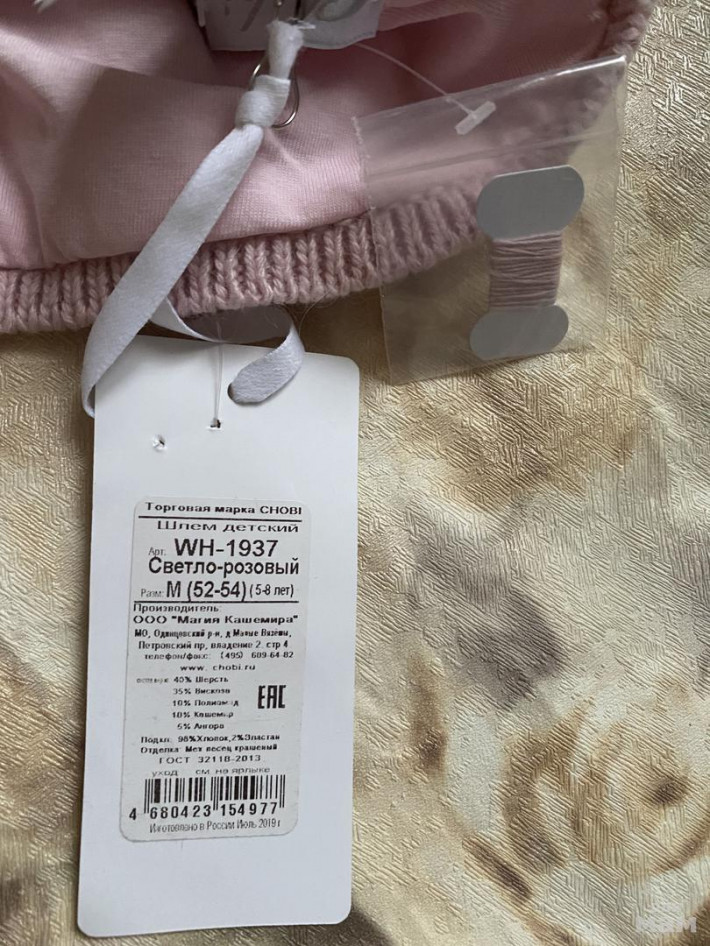 Торговая марка CHOBI
Шлем детский
Арт. WH-1937
Светло-розовый
Разм: M (52-54) (5-8 лет)
Производитель:
ООО "Магия Кашемира"
МО, Одинцовский р-н, д Малые Вязёмы,
Петровский пр, владение 2, стр 4
телефон/факс: (495) 609-64-82
www. chobi.ru
40% Шерсть
35% Вискоза
10% Полиамид
10% Кашемир
5% Ангора
EAC
Подкл: 98%Хлопок,2%Эластан
Отделка: Мех песец крашеный
ГОСТ 32118-2013
уход см. на ярлыке
4 680423 154977
Изготовлено в России Июль 2019 г